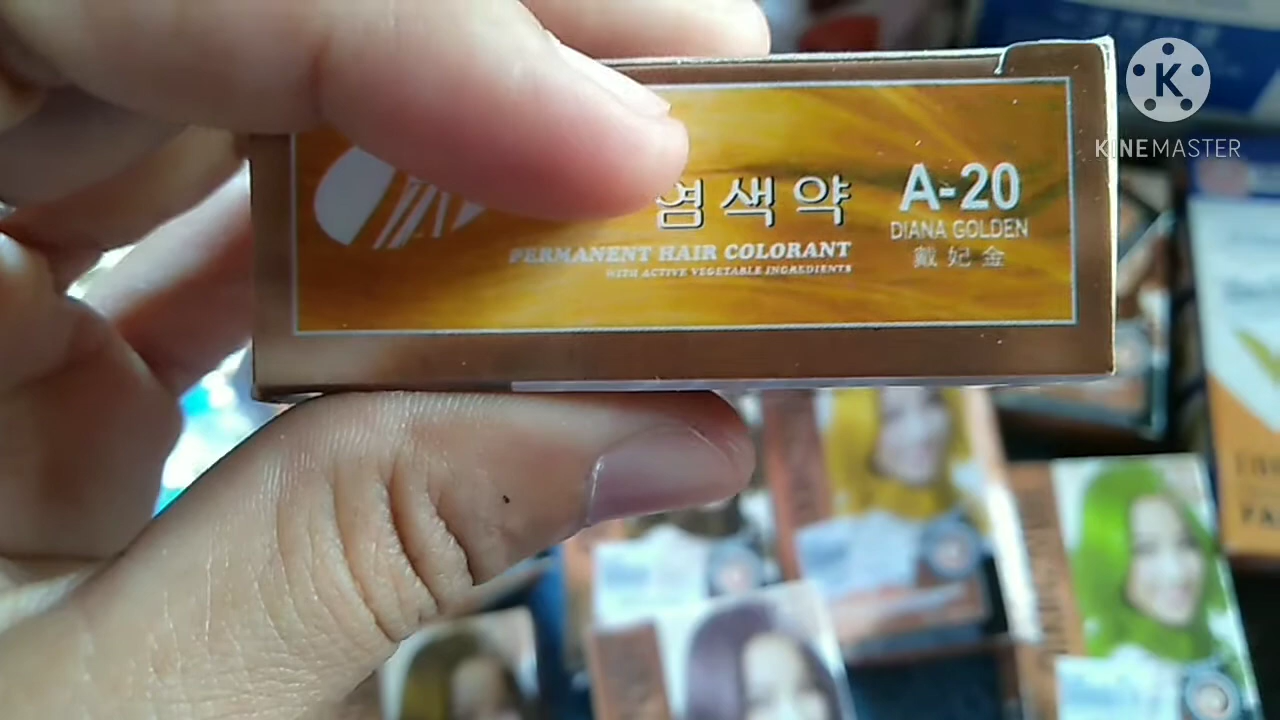 KINEMASTER
염색약
PERMANENT HAIR COLORANT
WITH ACTIVE VEGETABLE INGREDIENTS
A-20
DIANA GOLDEN
戴妃金